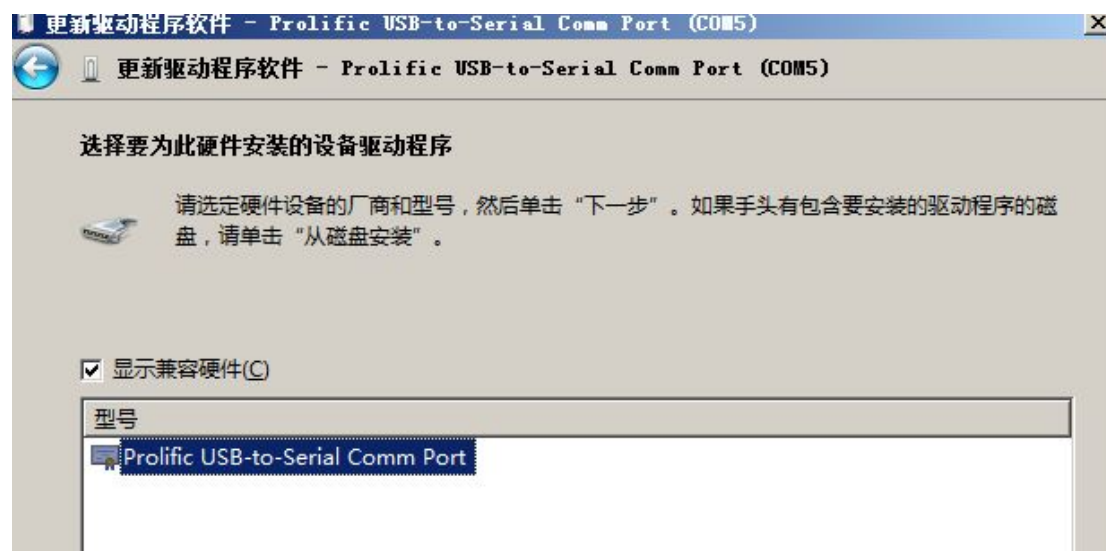 更新驱动程序软件 - Prolific USB-to-Serial Comm Port (COM5)
更新驱动程序软件 - Prolific USB-to-Serial Comm Port (COM5)
选择要为此硬件安装的设备驱动程序
请选定硬件设备的厂商和型号，然后单击“下一步”。如果手头有包含要安装的驱动程序的磁
盘，请单击“从磁盘安装”。
显示兼容硬件(C)
型号
Prolific USB-to-Serial Comm Port